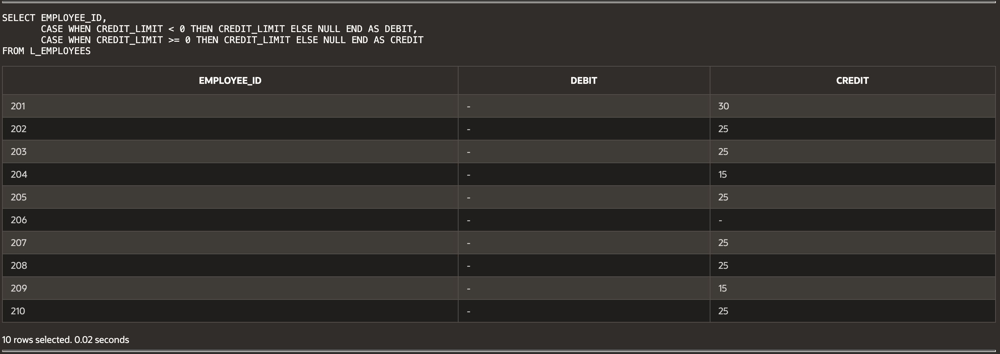 SELECT EMPLOYEE_ID,
       CASE WHEN CREDIT_LIMIT < 0 THEN CREDIT_LIMIT ELSE NULL END AS DEBIT,
       CASE WHEN CREDIT_LIMIT >= 0 THEN CREDIT_LIMIT ELSE NULL END AS CREDIT
FROM L_EMPLOYEES
EMPLOYEE_ID DEBIT CREDIT
201 - 30
202 - 25
203 - 25
204 - 15
205 - 25
206 - -
207 - 25
208 - 25
209 - 15
210 - 25
10 rows selected. 0.02 seconds